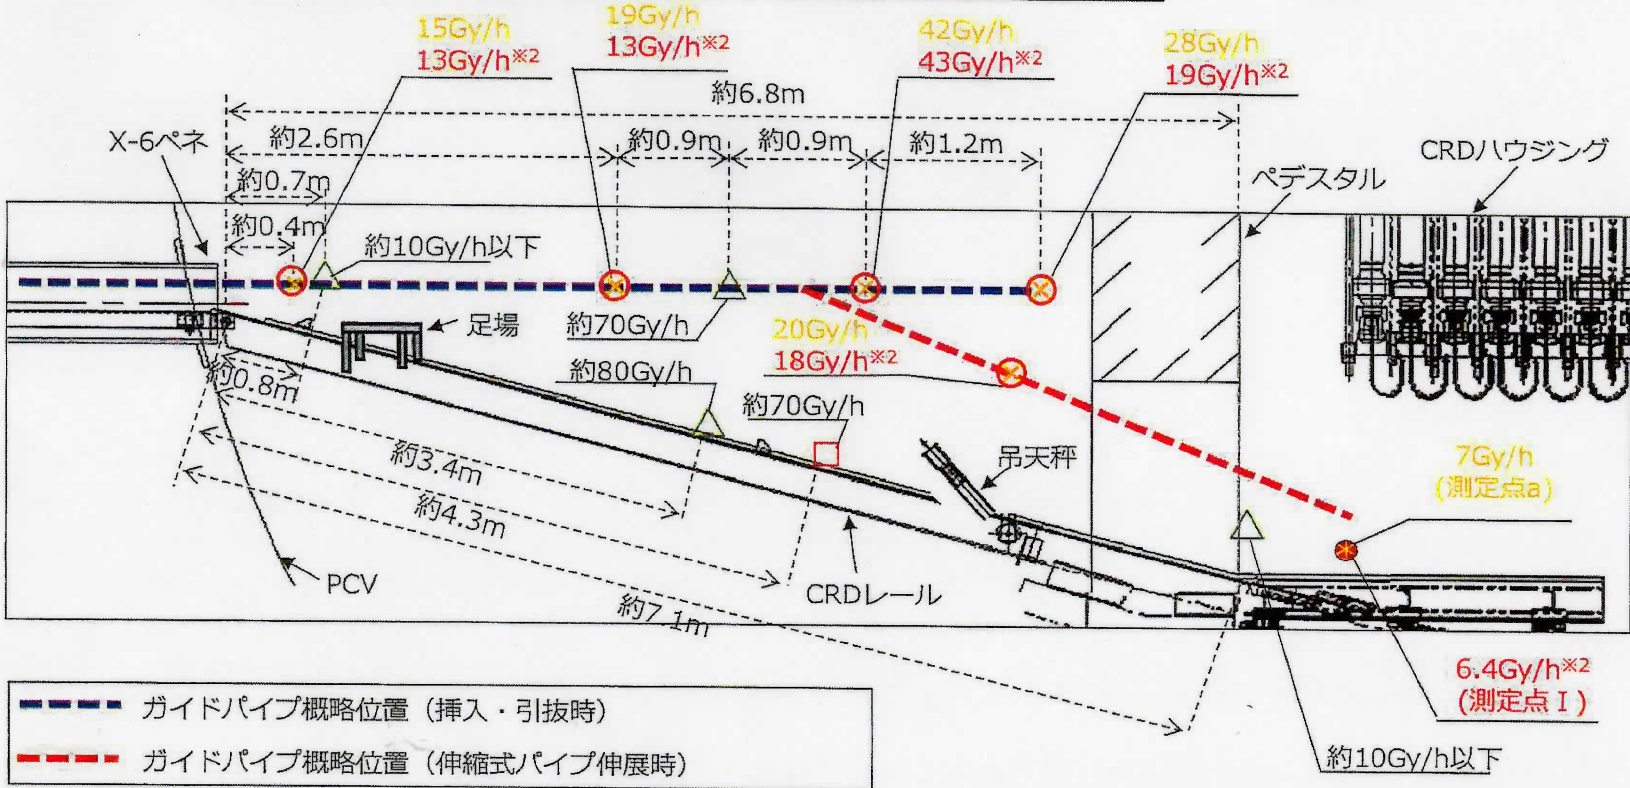 15Gy/h
13Gy/h※2
19Gy/h
13Gy/h※2
42Gy/h
43Gy/h※2
28Gy/h
19Gy/h※2
約6.8m
X-6ペネ
約2.6m
約0.9m
約0.9m
約1.2m
CRDハウジング
ペデスタル
約0.7m
約0.4m
約10Gy/h以下
足場
約70Gy/h
20Gy/h
18Gy/h※2
約0.8m
約80Gy/h
約70Gy/h
吊天秤
約3.4m
約4.3m
7Gy/h
(測定点a)
PCV
CRDレール
約7.1m
6.4Gy/h※2
(測定点Ⅰ)
約10Gy/h以下
ガイドパイプ概略位置（挿入・引抜時）
ガイドパイプ概略位置（伸縮式パイプ伸展時）